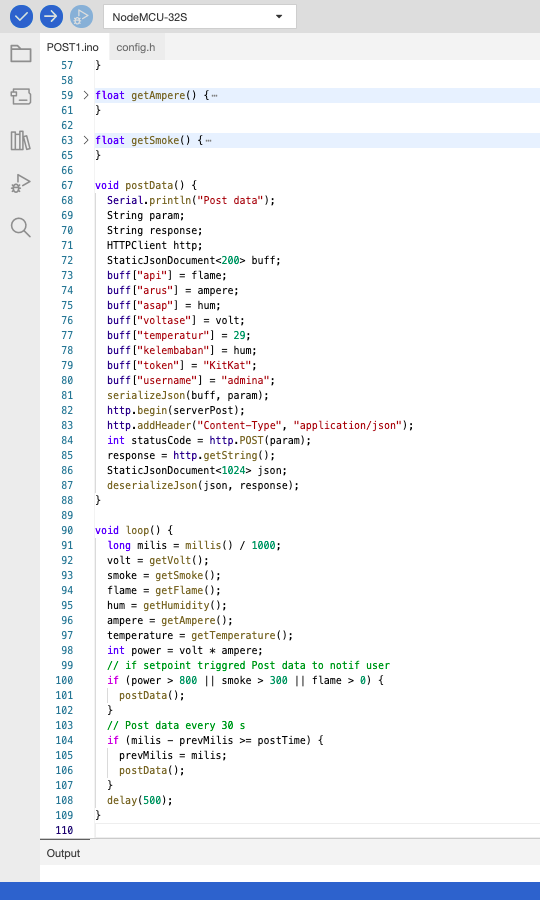 NodeMCU-32S
POST1.ino config.h
57 }
58
59 float getAmpere() {⋯
61 }
62
63 float getSmoke() {⋯
65 }
66
67 void postData() {
68 Serial.println("Post data");
69 String param;
70 String response;
71 HTTPClient http;
72 StaticJsonDocument<200> buff;
73 buff["api"] = flame;
74 buff["arus"] = ampere;
75 buff["asap"] = hum;
76 buff["voltase"] = volt;
77 buff["temperatur"] = 29;
78 buff["kelembaban"] = hum;
79 buff["token"] = "KitKat";
80 buff["username"] = "admina";
81 serializeJson(buff, param);
82 http.begin(serverPost);
83 http.addHeader("Content-Type", "application/json");
84 int statusCode = http.POST(param);
85 response = http.getString();
86 StaticJsonDocument<1024> json;
87 deserializeJson(json, response);
88 }
89
90 void loop() {
91 long milis = millis() / 1000;
92 volt = getVolt();
93 smoke = getSmoke();
94 flame = getFlame();
95 hum = getHumidity();
96 ampere = getAmpere();
97 temperature = getTemperature();
98 int power = volt * ampere;
99 // if setpoint triggred Post data to notif user
100 if (power > 800 || smoke > 300 || flame > 0) {
101 postData();
102 }
103 // Post data every 30 s
104 if (milis - prevMilis >= postTime) {
105 prevMilis = milis;
106 postData();
107 }
108 delay(500);
109 }
110
Output